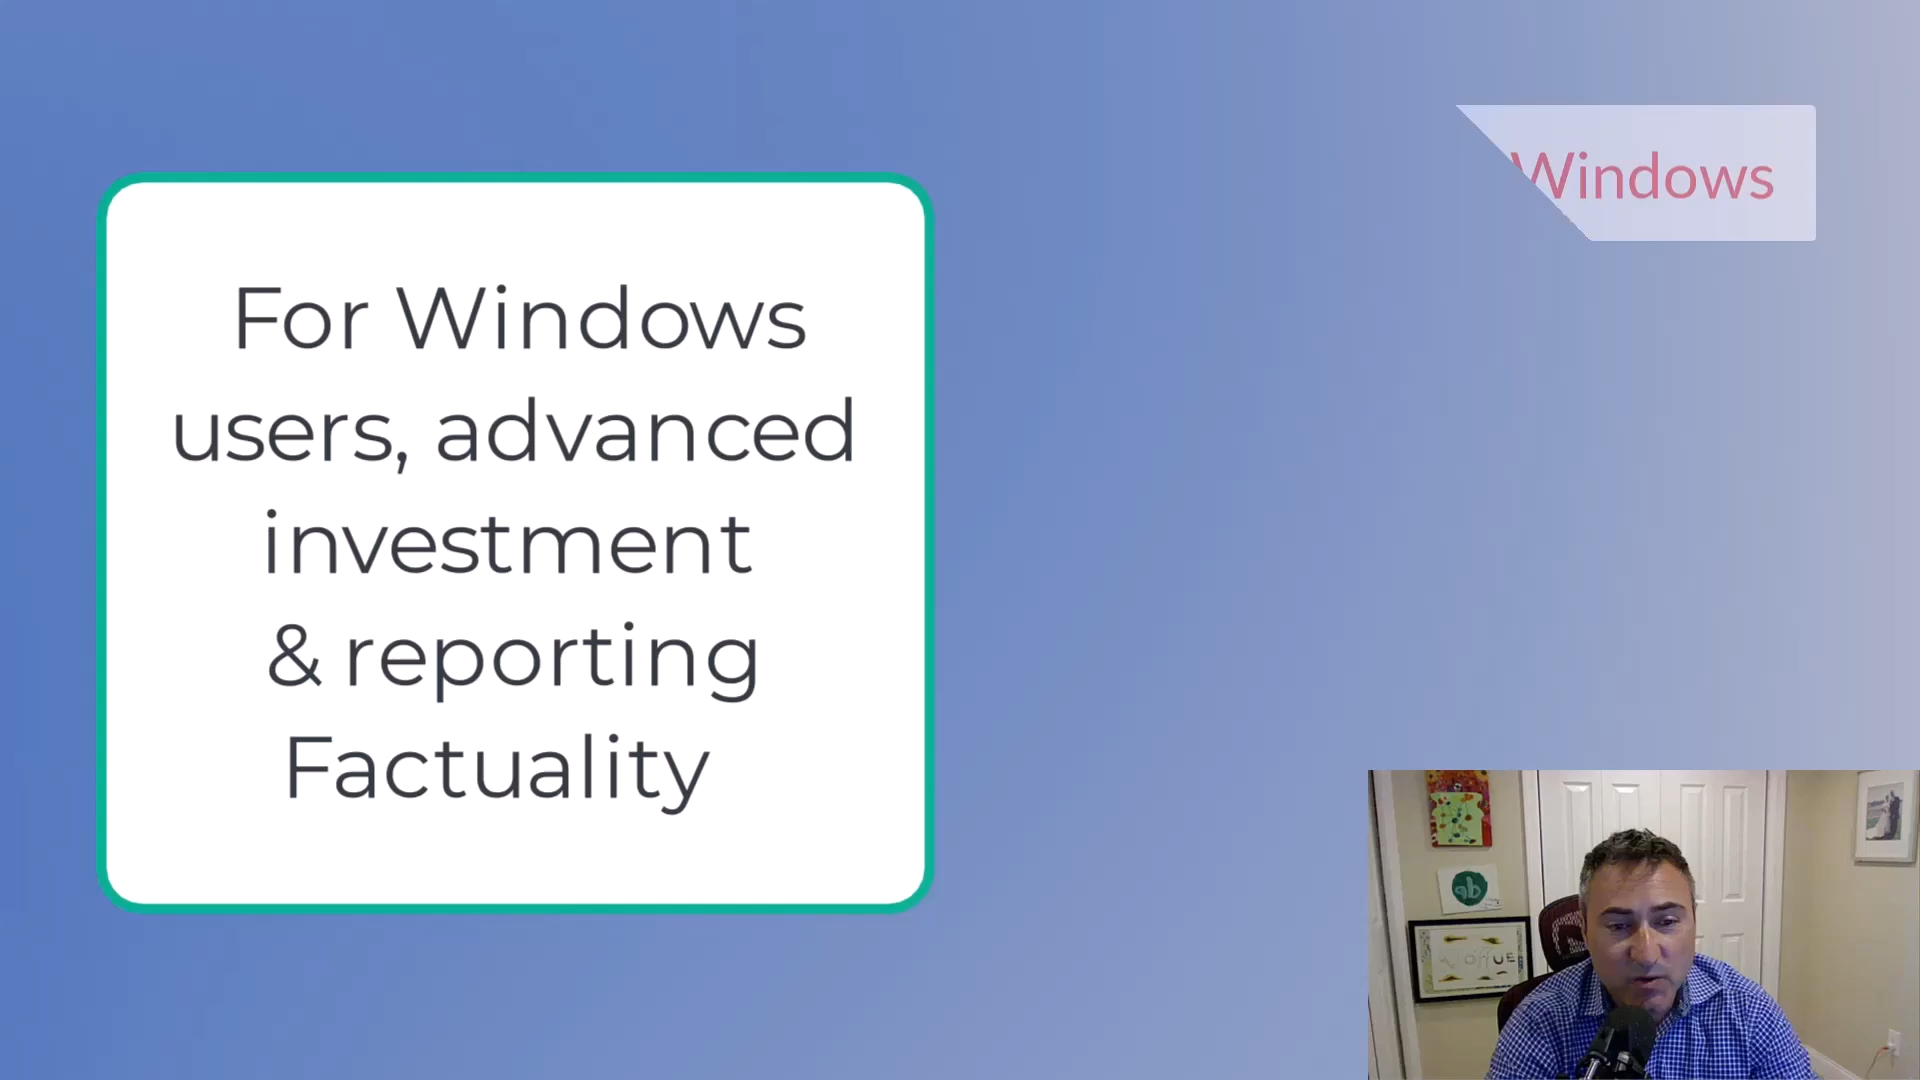 Windows
For Windows
users, advanced
investment
& reporting
Factuality